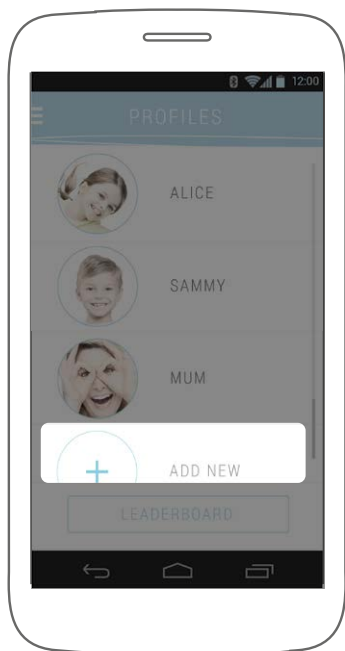 12:00
PROFILES
ALICE
SAMMY
MUM
ADD NEW
LEADERBOARD